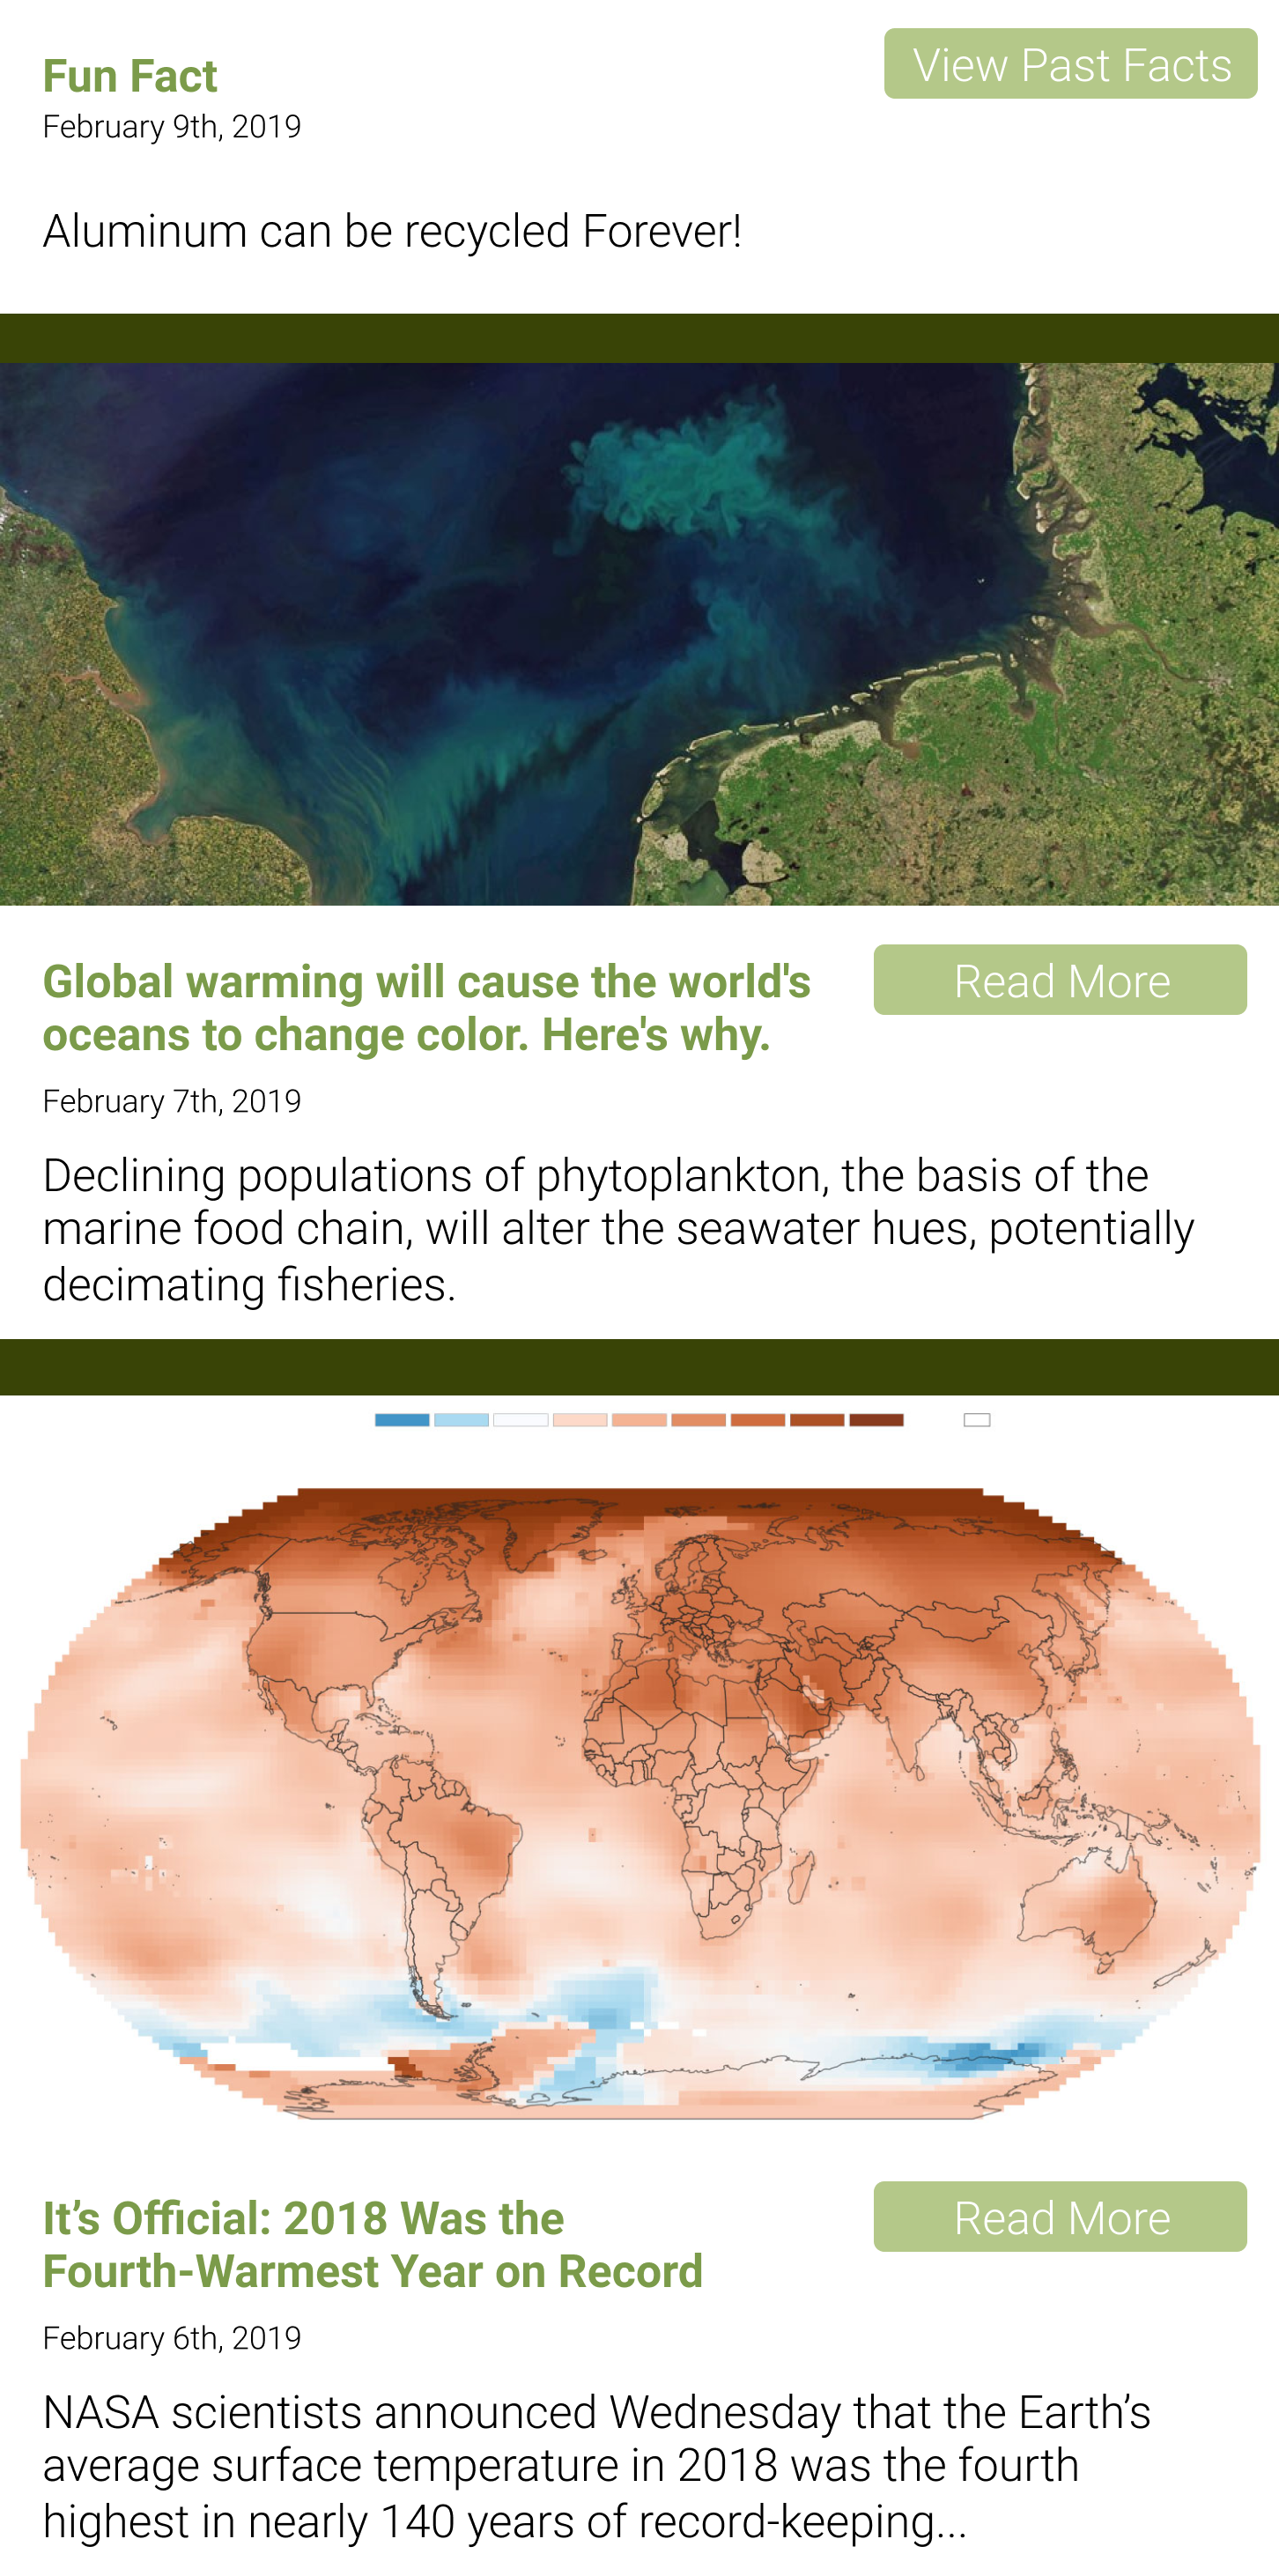 Fun Fact
View Past Facts
February 9th, 2019
Aluminum can be recycled Forever!
Global warming will cause the world's
oceans to change color. Here's why.
Read More
February 7th, 2019
Declining populations of phytoplankton, the basis of the
marine food chain, will alter the seawater hues, potentially
decimating fisheries.
It’s Official: 2018 Was the
Fourth-Warmest Year on Record
Read More
February 6th, 2019
NASA scientists announced Wednesday that the Earth’s
average surface temperature in 2018 was the fourth
highest in nearly 140 years of record-keeping...